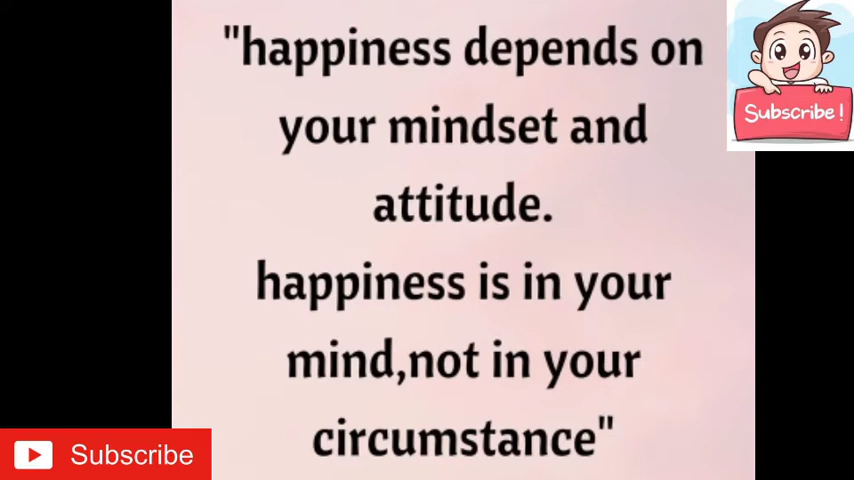 "happiness depends on
your mindset and
attitude.
happiness is in your
mind,not in your
circumstance"
Subscribe!
Subscribe